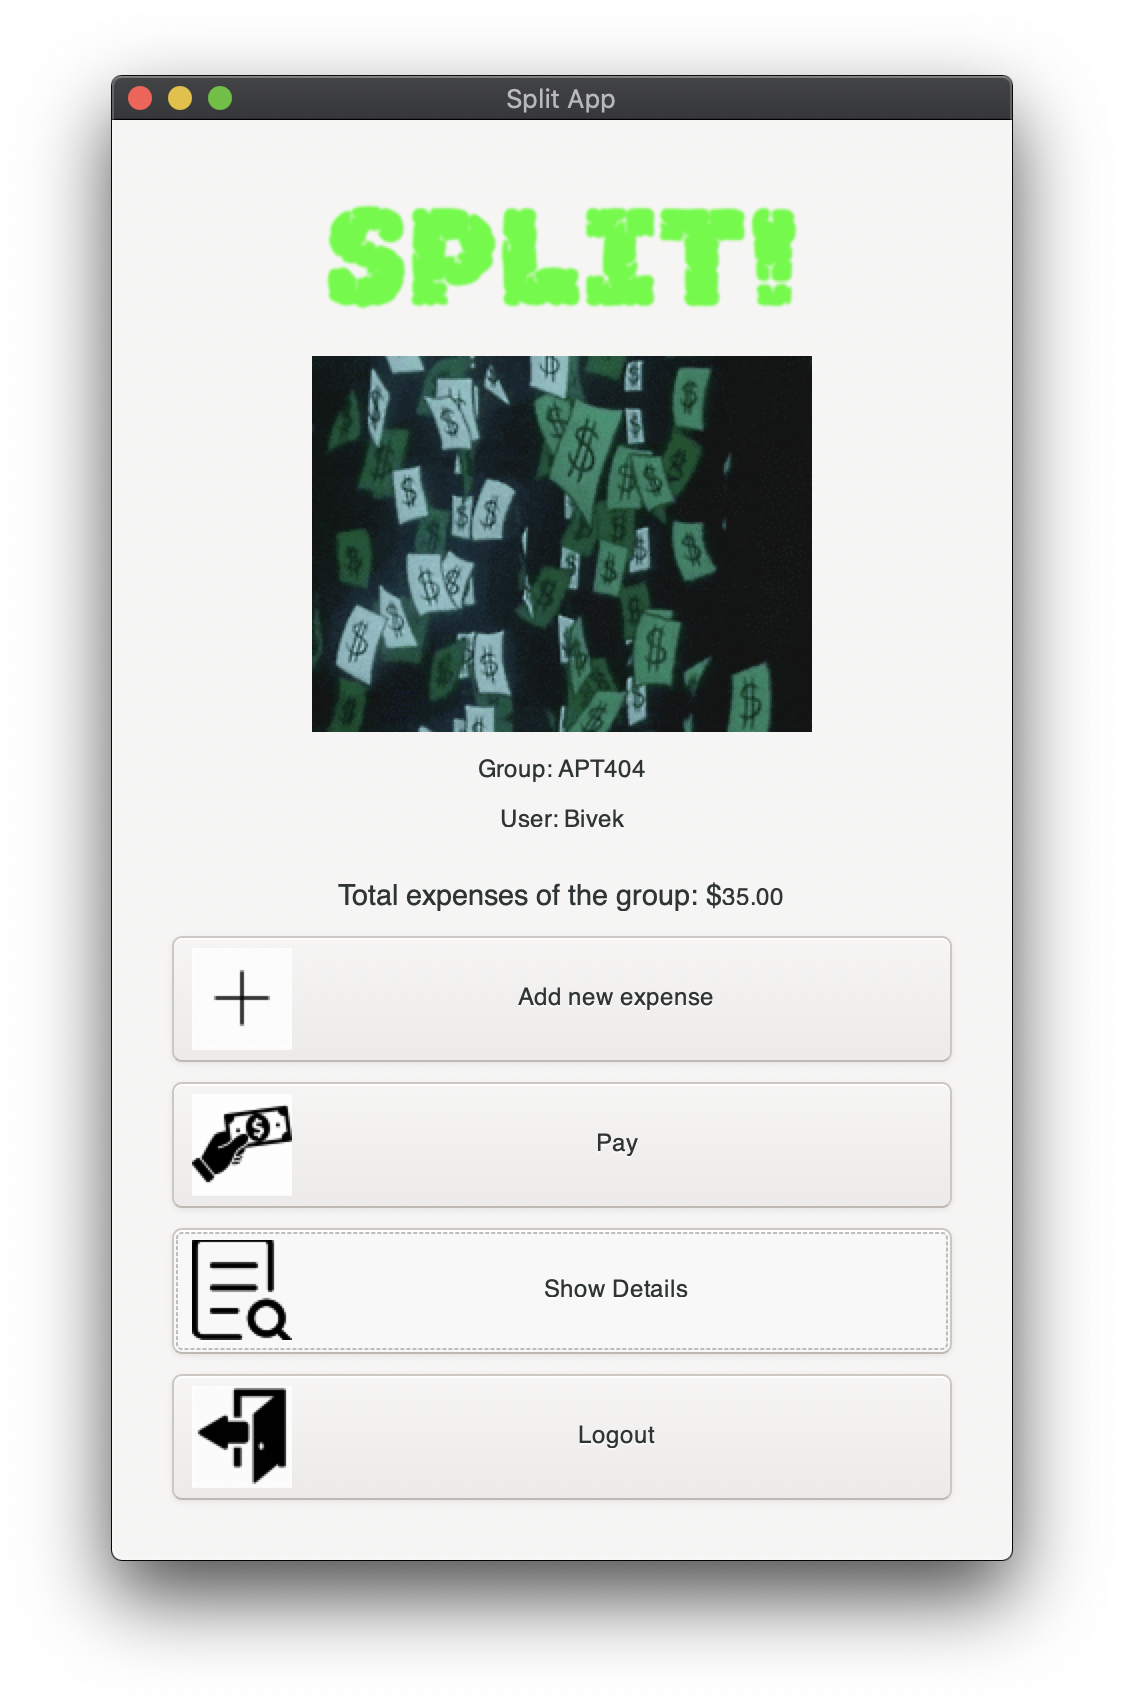 Split App
SPLIT!
Group: APT404
User: Bivek
Total expenses of the group: $35.00
Add new expense
Pay
Show Details
Logout